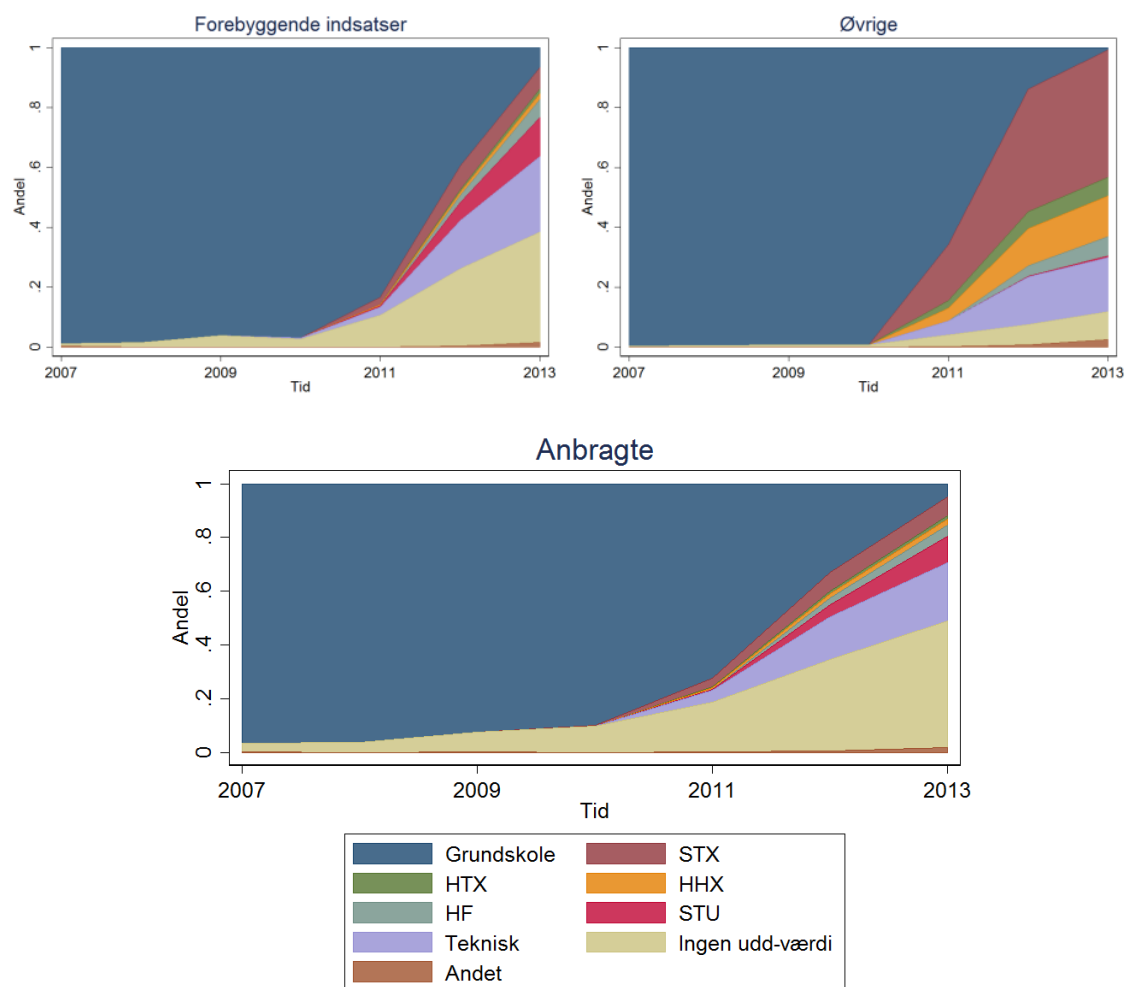 Forebyggende indsatser
Andel
1
.8
.6
.4
.2
0
2007 2009 2011 2013
Tid
Øvrige
Andel
1
.8
.6
.4
.2
0
2007 2009 2011 2013
Tid
Anbragte
Andel
1
.8
.6
.4
.2
0
2007 2009 2011 2013
Tid
Grundskole STX
HTX HHX
HF STU
Teknisk Ingen udd-værdi
Andet